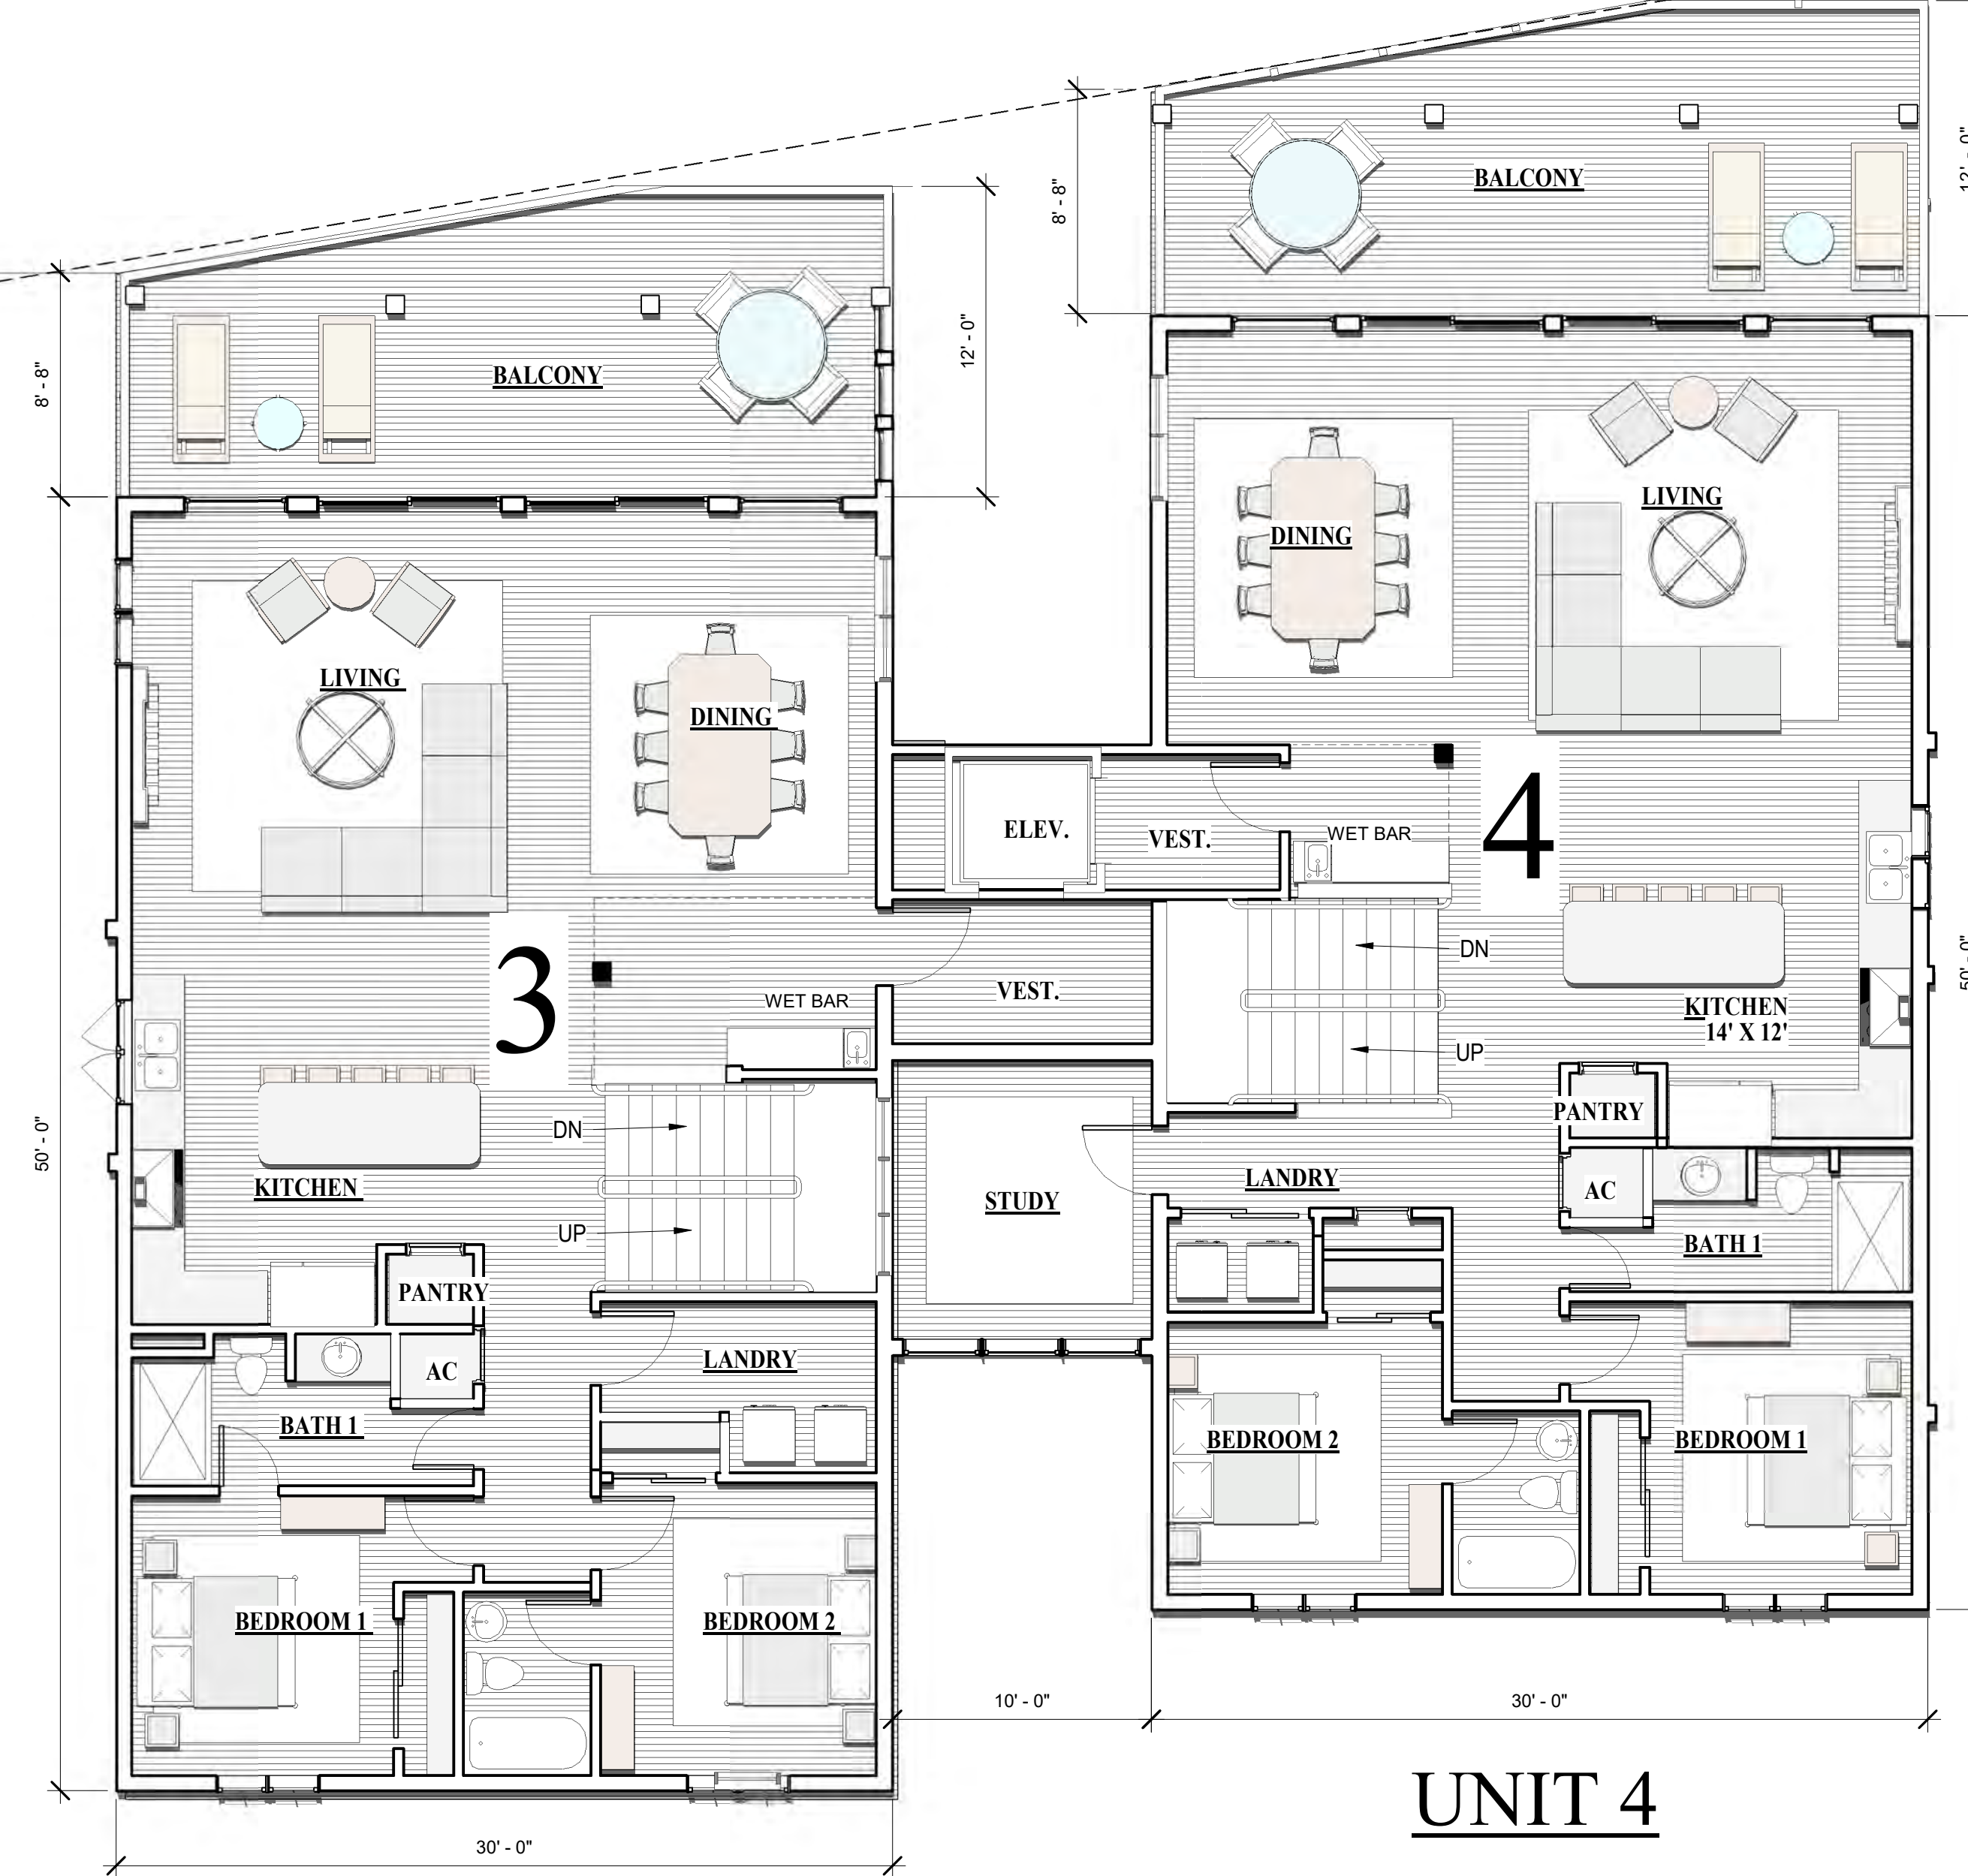 BALCONY
12' - 0"
8' - 8"
BALCONY
8' - 8"
12' - 0"
LIVING
DINING
LIVING
DINING
ELEV.
VEST.
WET BAR
4
DN
UP
KITCHEN
14' X 12'
50' - 0"
3
VEST.
WET BAR
DN
UP
KITCHEN
50' - 0"
PANTRY
AC
BATH 1
LANDRY
STUDY
LANDRY
PANTRY
AC
BATH 1
BEDROOM 2
BEDROOM 1
BEDROOM 1
BEDROOM 2
10' - 0"
30' - 0"
UNIT 4
30' - 0"